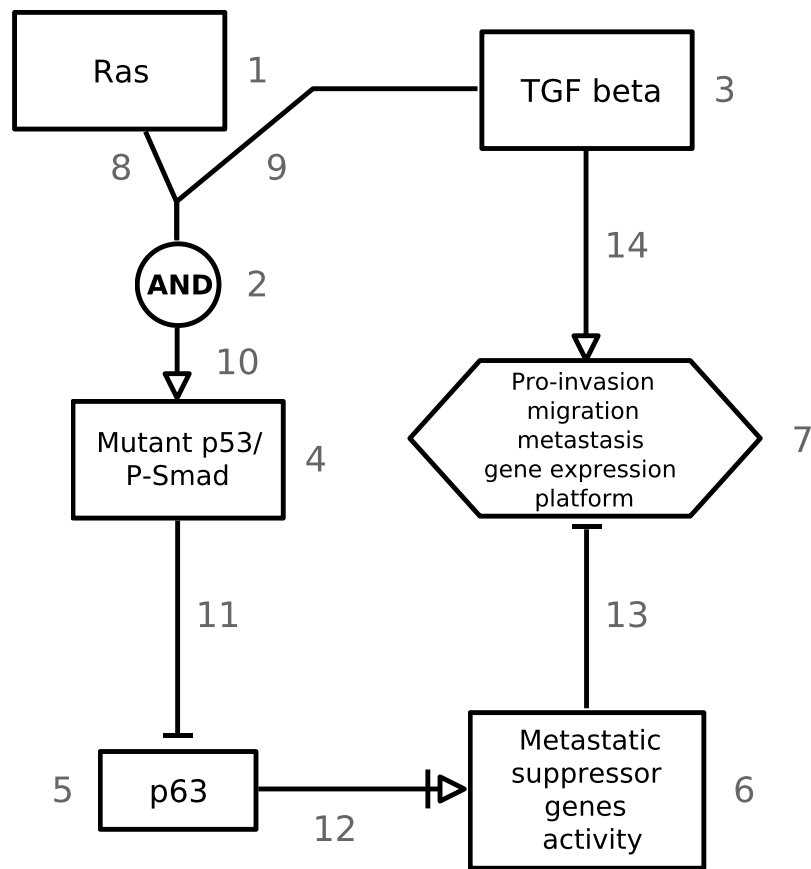 Ras
1
TGF beta
3
8
9
14
AND
2
10
Mutant p53/
P-Smad
4
Pro-invasion
migration
metastasis
gene expression
platform
7
11
13
5
p63
12
Metastatic
suppressor
genes
activity
6